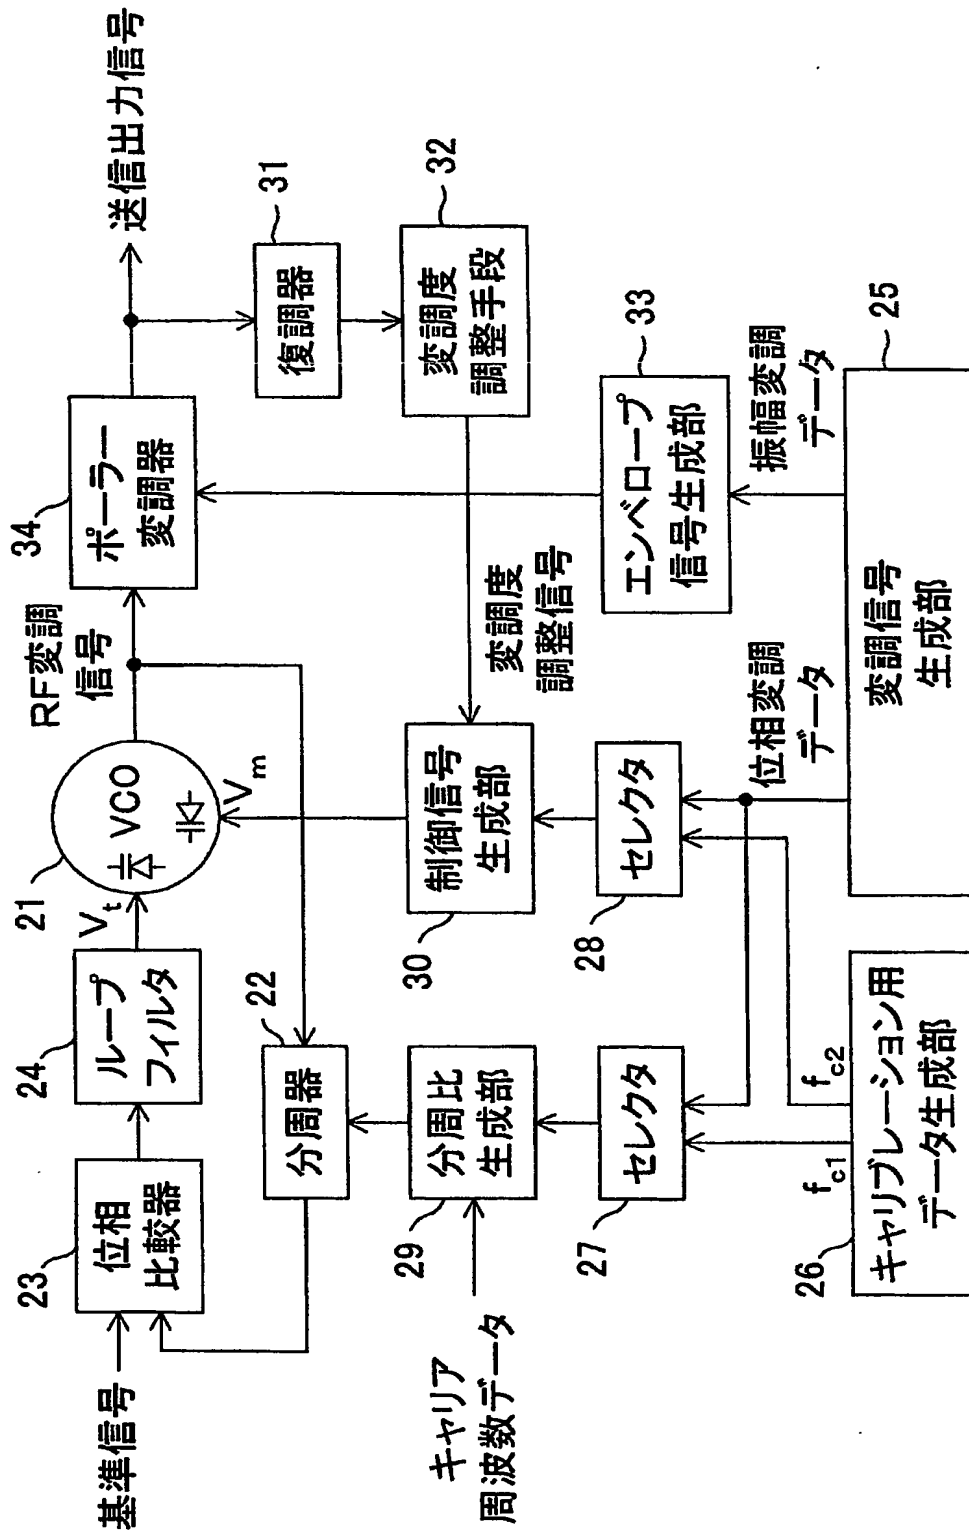 基準信号
23
位相
比較器
24
ループ
フィルタ
21
V_t
VCO
V_m
RF変調
信号
34
ポーラー
変調器
送信出力信号
22
分周器
31
復調器
キャリア
周波数データ
29
分周比
生成部
30
制御信号
生成部
変調度
調整信号
32
変調度
調整手段
27
セレクタ
28
セレクタ
33
エンベロープ
信号生成部
f_c1
f_c2
位相変調
データ
振幅変調
データ
26
キャリブレーション用
データ生成部
25
変調信号
生成部